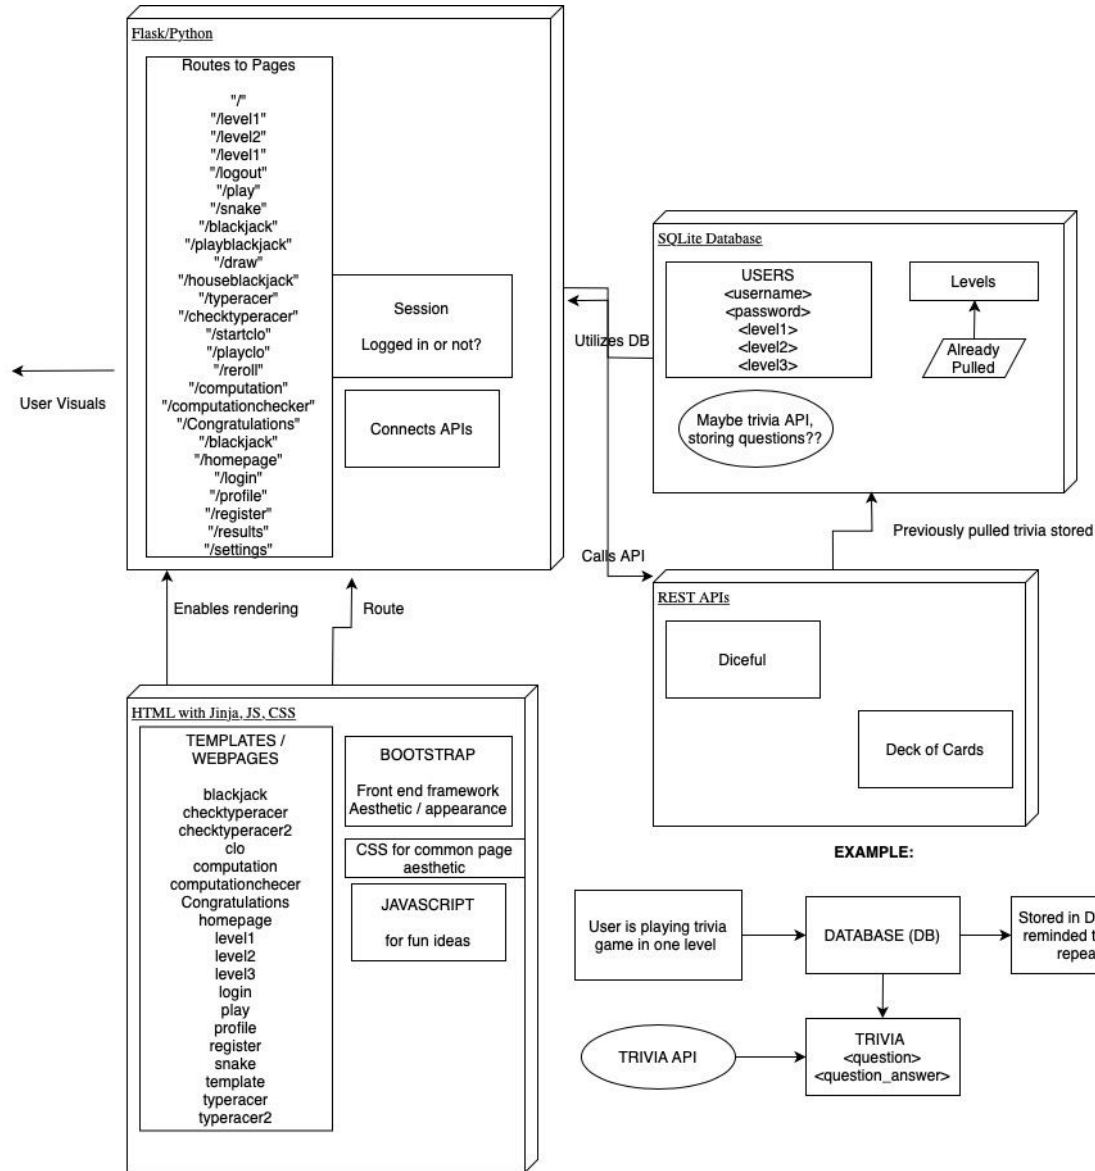 Flask/Python
Routes to Pages
"/"
"/level1"
"/level2"
"/level1"
"/logout"
"/play"
"/snake"
"/blackjack"
"/playblackjack"
"/draw"
"/houseblackjack"
"/typeracer"
"/checktyperacer"
"/startclo"
"/playclo"
"/reroll"
"/computation"
"/computationchecker"
"/Congratulations"
"/blackjack"
"/homepage"
"/login"
"/profile"
"/register"
"/results"
"/settings"
Session
Logged in or not?
Connects APIs
User Visuals
Utilizes DB
SQLite Database
USERS
<username>
<password>
<level1>
<level2>
<level3>
Levels
Already
Pulled
Maybe trivia API,
storing questions??
Previously pulled trivia stored
Calls API
REST APIs
Diceful
Deck of Cards
Enables rendering
Route
HTML with Jinja, JS, CSS
TEMPLATES /
WEBPAGES
blackjack
checktyperacer
checktyperacer2
clo
computation
computationchecer
Congratulations
homepage
level1
level2
level3
login
play
profile
register
snake
template
typeracer
typeracer2
BOOTSTRAP
Front end framework
Aesthetic / appearance
CSS for common page
aesthetic
JAVASCRIPT
for fun ideas
EXAMPLE:
User is playing trivia
game in one level
DATABASE (DB)
Stored in
reminded
TRIVIA API
TRIVIA
<question>
<question_answer>